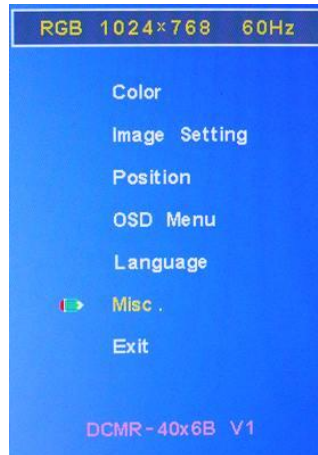 RGB 1024×768 60Hz
Color
Image Setting
Position
OSD Menu
Language
Misc.
Exit
DCMR-40x6B V1